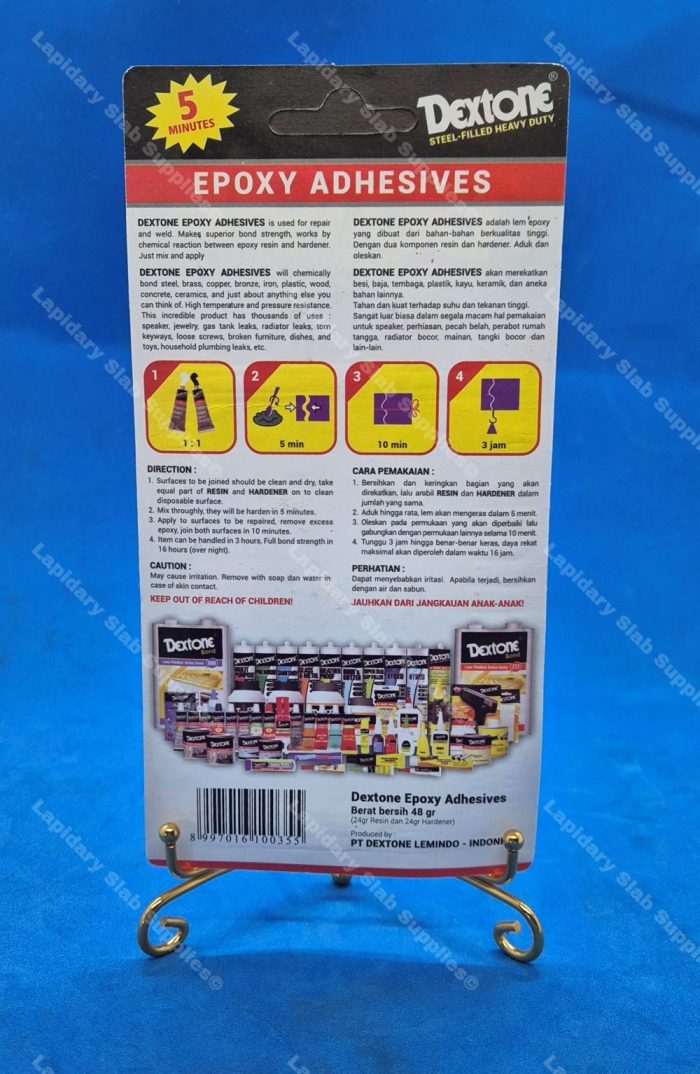 5
MINUTES
DEXTONE®
STEEL-FILLED HEAVY DUTY
EPOXY ADHESIVES
DEXTONE EPOXY ADHESIVES is used for repair
and weld. Makes superior bond strength, works by
chemical reaction between epoxy resin and hardener.
Just mix and apply
DEXTONE EPOXY ADHESIVES will chemically
bond steel, brass, copper, bronze, iron, plastic, wood,
concrete, ceramics, and just about anything else you
can think of. High temperature and pressure resistance.
This incredible product has thousands of uses :
speaker, jewelry, gas tank leaks, radiator leaks, torn
keyways, loose screws, broken furniture, dishes, and
toys, household plumbing leaks, etc.
DEXTONE EPOXY ADHESIVES adalah lem epoxy
yang dibuat dari bahan-bahan berkualitas tinggi.
Dengan dua komponen resin dan hardener. Aduk dan
oleskan.
DEXTONE EPOXY ADHESIVES akan merekatkan
besi, baja, tembaga, plastik, kayu, keramik, dan aneka
bahan lainnya.
Tahan dan kuat terhadap suhu dan tekanan tinggi.
Sangat luar biasa dalam segala macam hal pemakaian
untuk speaker, perhiasan, pecah belah, perabot rumah
tangga, radiator bocor, mainan, tangki bocor dan
lain-lain.
1
1 : 1
2
5 min
3
10 min
4
3 jam
DIRECTION :
1. Surfaces to be joined should be clean and dry, take
equal part of RESIN and HARDENER on to clean
disposable surface.
2. Mix throughly, they will be harden in 5 minutes.
3. Apply to surfaces to be repaired, remove excess
epoxy, join both surfaces in 10 minutes.
4. Item can be handled in 3 hours, Full bond strength in
16 hours (over night).
CAUTION :
May cause irritation. Remove with soap dan water in
case of skin contact.
KEEP OUT OF REACH OF CHILDREN!
CARA PEMAKAIAN :
1. Bersihkan dan keringkan bagian yang akan
direkatkan, lalu ambil RESIN dan HARDENER dalam
jumlah yang sama.
2. Aduk hingga rata, lem akan mengeras dalam 5 menit.
3. Oleskan pada permukaan yang akan diperbaiki lalu
gabungkan dengan permukaan lainnya selama 10 menit.
4. Tunggu 3 jam hingga benar-benar keras, daya rekat
maksimal akan diperoleh dalam waktu 16 jam.
PERHATIAN :
Dapat menyebabkan iritasi. Apabila terjadi, bersihkan
dengan air dan sabun.
JAUHKAN DARI JANGKAUAN ANAK-ANAK!
DEXTONE
Bond
DEXTONE
Bond
8 997016 100355
Dextone Epoxy Adhesives
Berat bersih 48 gr
(24gr Resin dan 24gr Hardener)
Produced by :
PT DEXTONE LEMINDO - INDON
Lapidary Slab Supplies©